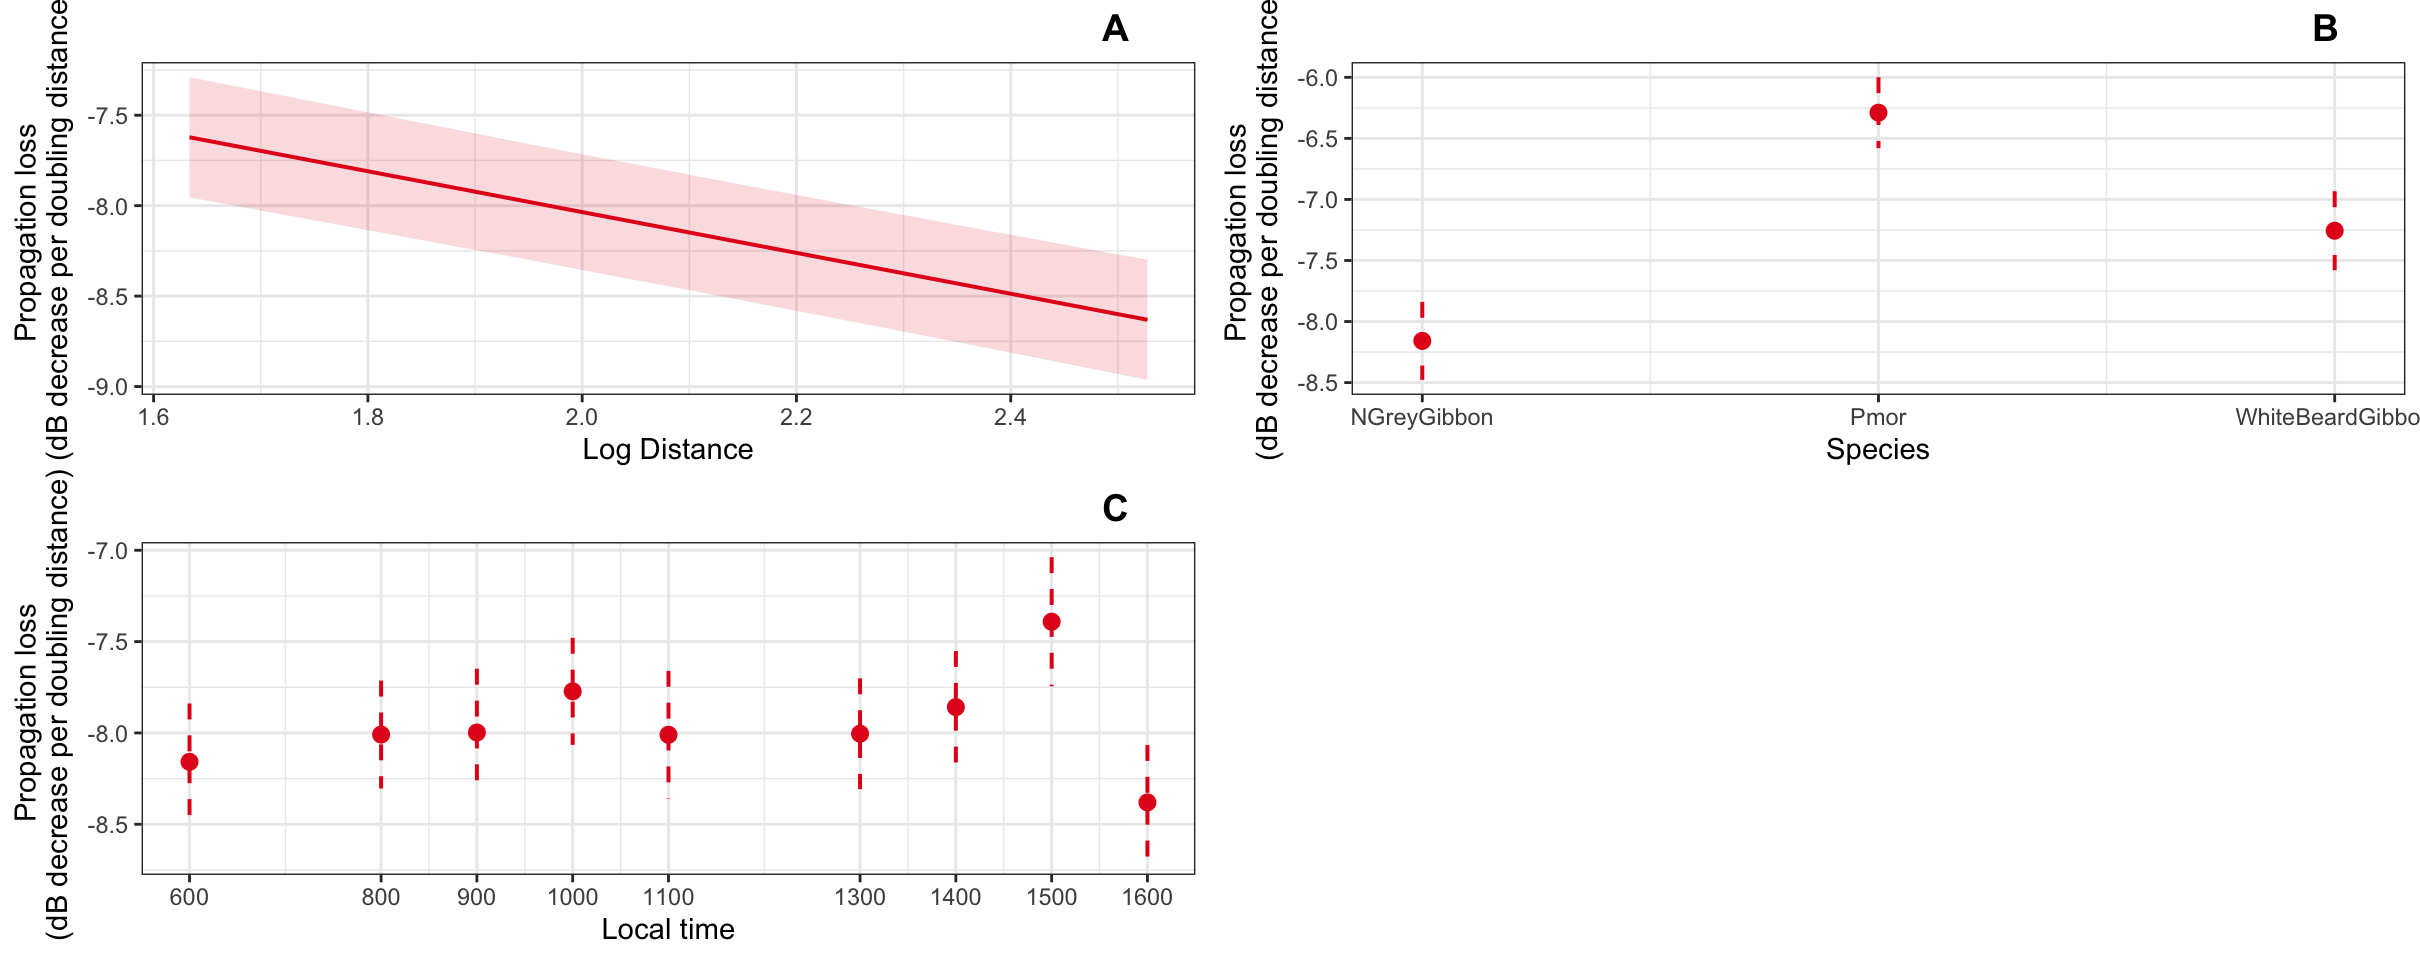 A
Propagation loss
(dB decrease per doubling distance)
-7.5
-8.0
-8.5
-9.0
1.6 1.8 2.0 2.2 2.4
Log Distance
B
Propagation loss
(dB decrease per doubling distance
-6.0
-6.5
-7.0
-7.5
-8.0
-8.5
NGreyGibbon Pmor WhiteBeardGibbo
Species
C
Propagation loss
(dB decrease per doubling distance)
-7.0
-7.5
-8.0
-8.5
600 800 900 1000 1100 1300 1400 1500 1600
Local time